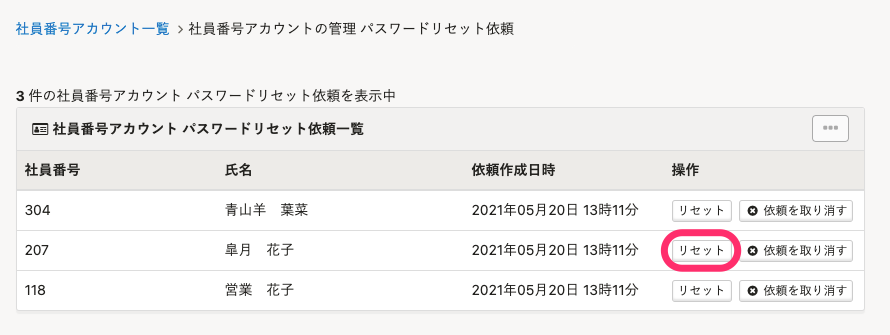 社員番号アカウント一覧 > 社員番号アカウントの管理 パスワードリセット依頼
3 件の社員番号アカウント パスワードリセット依頼を表示中
社員番号アカウント パスワードリセット依頼一覧
社員番号 氏名 依頼作成日時 操作
304 青山羊　葉菜 2021年05月20日 13時11分 リセット 依頼を取り消す
207 皐月　花子 2021年05月20日 13時11分 リセット 依頼を取り消す
118 営業　花子 2021年05月20日 13時11分 リセット 依頼を取り消す